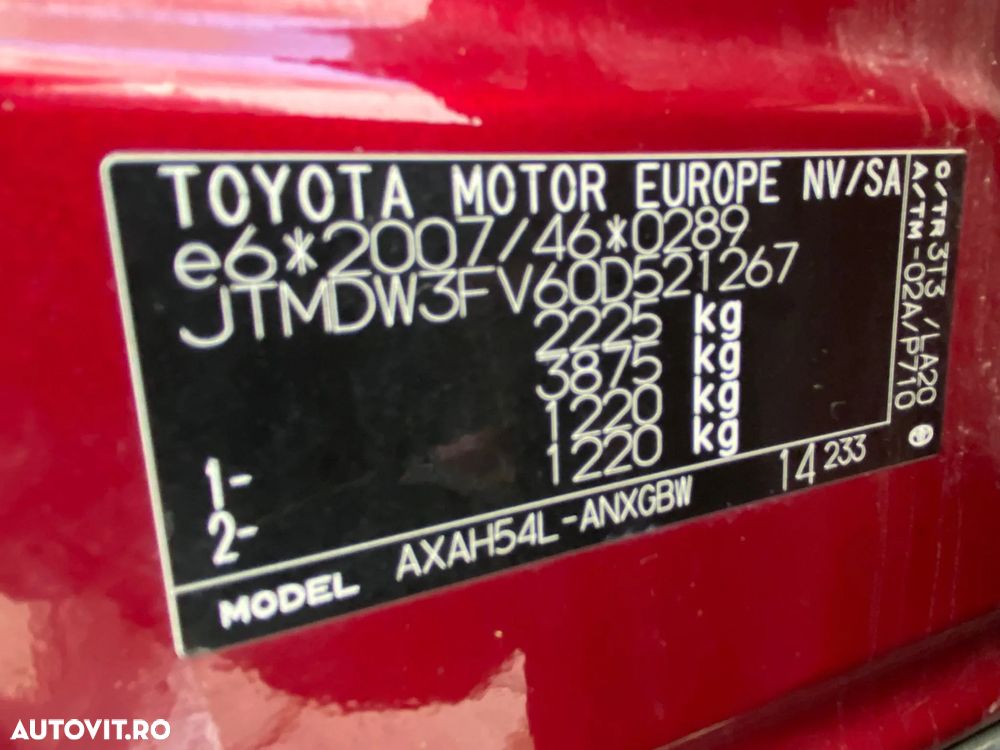 TOYOTA MOTOR EUROPE NV/SA
e6*2007/46*0289
JTMDW3FV60D521267
2225 kg
3875 kg
1- 1220 kg
2- 1220 kg
MODEL AXAH54L-ANXGBW 14 233
C/TR 3T3 /LA20
A/TM -02A/P710
AUTOVIT.RO